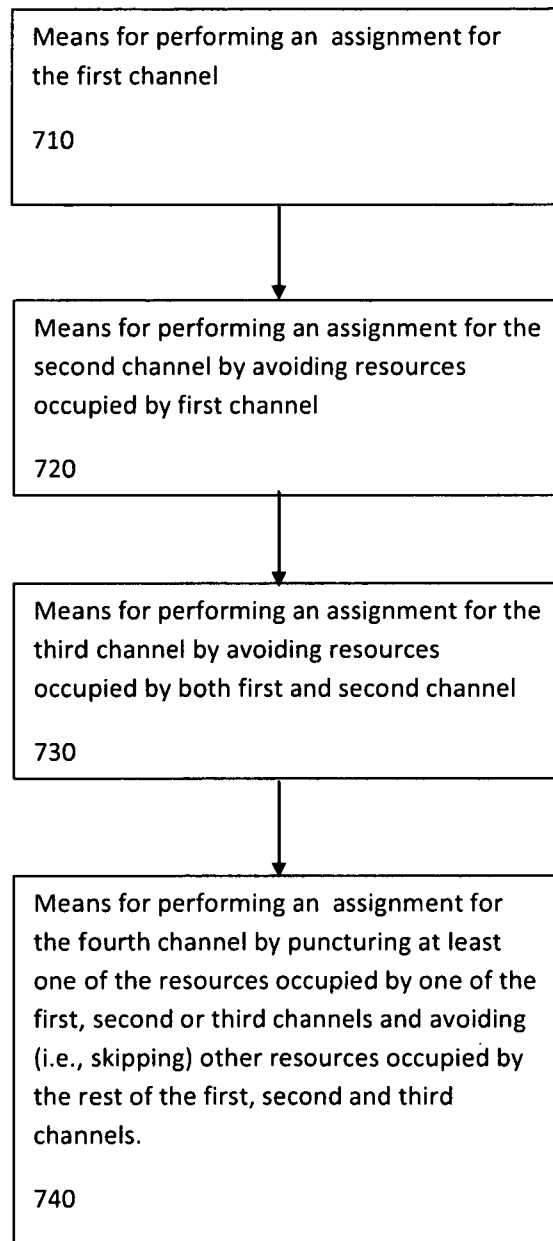 Means for performing an assignment for
the first channel
710
Means for performing an assignment for the
second channel by avoiding resources
occupied by first channel
720
Means for performing an assignment for the
third channel by avoiding resources
occupied by both first and second channel
730
Means for performing an assignment for
the fourth channel by puncturing at least
one of the resources occupied by one of the
first, second or third channels and avoiding
(i.e., skipping) other resources occupied by
the rest of the first, second and third
channels.
740